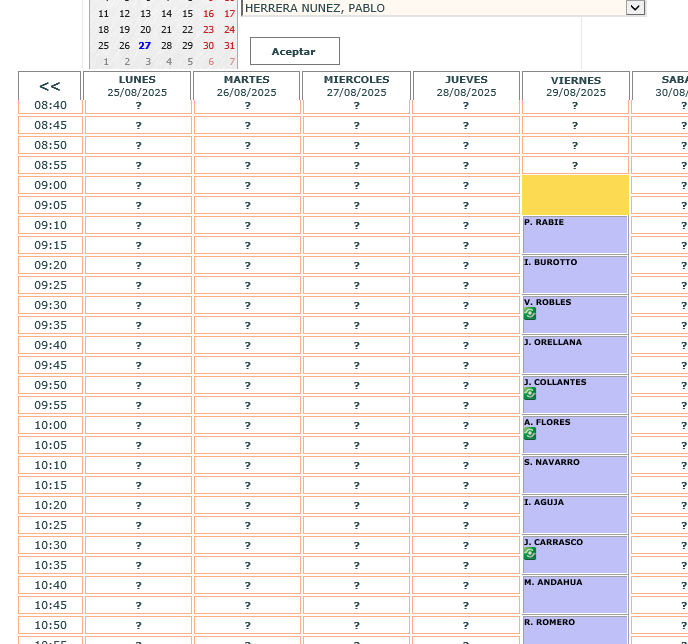 HERRERA NUNEZ, PABLO
11 12 13 14 15 16 17
18 19 20 21 22 23 24
25 26 27 28 29 30 31
1 2 3 4 5 6 7
Aceptar
<< LUNES MARTES MIERCOLES JUEVES VIERNES SABA
25/08/2025 26/08/2025 27/08/2025 28/08/2025 29/08/2025 30/08/
08:40 ? ? ? ? ? ?
08:45 ? ? ? ? ? ?
08:50 ? ? ? ? ? ?
08:55 ? ? ? ? ? ?
09:00 ? ? ? ? ?
09:05 ? ? ? ? ?
09:10 ? ? ? ? P. RABIE ?
09:15 ? ? ? ? ?
09:20 ? ? ? ? I. BUROTTO ?
09:25 ? ? ? ? ?
09:30 ? ? ? ? V. ROBLES ?
09:35 ? ? ? ? ?
09:40 ? ? ? ? J. ORELLANA ?
09:45 ? ? ? ? ?
09:50 ? ? ? ? J. COLLANTES ?
09:55 ? ? ? ? ?
10:00 ? ? ? ? A. FLORES ?
10:05 ? ? ? ? ?
10:10 ? ? ? ? S. NAVARRO ?
10:15 ? ? ? ? ?
10:20 ? ? ? ? I. AGUJA ?
10:25 ? ? ? ? ?
10:30 ? ? ? ? J. CARRASCO ?
10:35 ? ? ? ? ?
10:40 ? ? ? ? M. ANDAHUA ?
10:45 ? ? ? ? ?
10:50 ? ? ? ? R. ROMERO ?